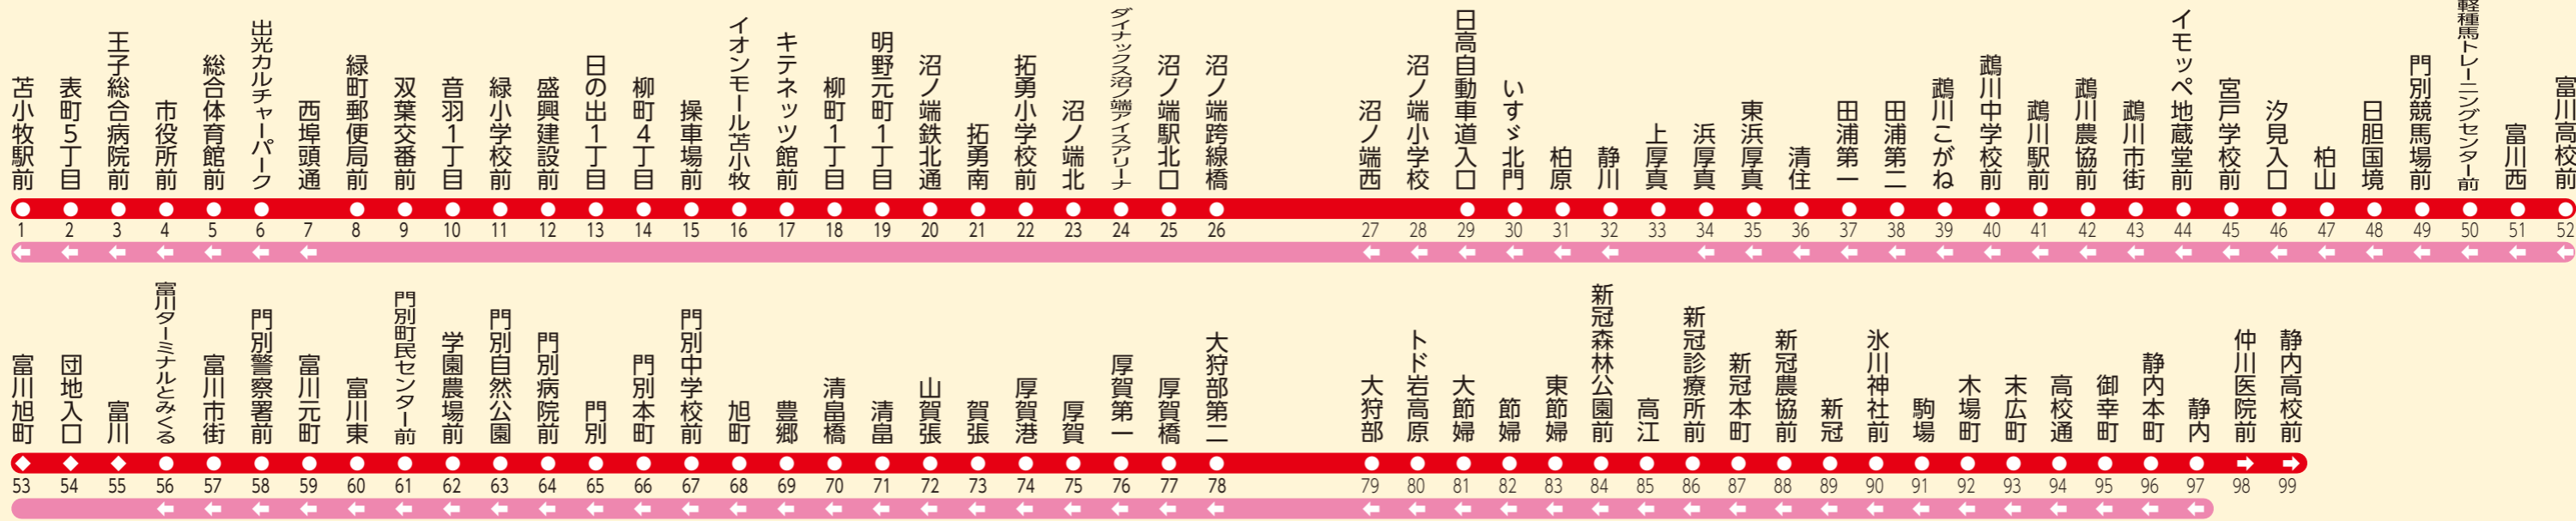 苫小牧駅前
表町5丁目
王子総合病院前
市役所前
総合体育館前
出光カルチャーパーク
西埠頭通
緑町郵便局前
双葉交番前
音羽1丁目
緑小学校前
盛興建設前
日の出1丁目
柳町4丁目
操車場前
イオンモール苫小牧
キテネッツ館前
柳町1丁目
明野元町1丁目
沼ノ端鉄北通
拓勇南
拓勇小学校前
沼ノ端北
ダイナックス沼ノ端アイスアリーナ
沼ノ端駅北口
沼ノ端跨線橋
沼ノ端西
沼ノ端小学校
日高自動車道入口
いすゞ北門
柏原
静川
上厚真
浜厚真
東浜厚真
清住
田浦第一
田浦第二
鵡川こがね
鵡川中学校前
鵡川駅前
鵡川農協前
鵡川市街
イモッペ地蔵堂前
宮戸学校前
汐見入口
柏山
日胆国境
門別競馬場前
軽種馬トレーニングセンター前
富川西
富川高校前
1 2 3 4 5 6 7 8 9 10 11 12 13 14 15 16 17 18 19 20 21 22 23 24 25 26 27 28 29 30 31 32 33 34 35 36 37 38 39 40 41 42 43 44 45 46 47 48 49 50 51 52
富川旭町
団地入口
富川
富川ターミナルとみくる
富川市街
門別警察署前
富川元町
富川東
門別町民センター前
学園農場前
門別自然公園
門別病院前
門別
門別本町
門別中学校前
旭町
豊郷
清畠橋
清畠
山賀張
賀張
厚賀港
厚賀
厚賀第一
厚賀橋
大狩部第二
大狩部
トド岩高原
大節婦
節婦
東節婦
新冠森林公園前
高江
新冠診療所前
新冠本町
新冠農協前
新冠
氷川神社前
駒場
木場町
末広町
高校通
御幸町
静内本町
静内
仲川医院前
静内高校前
53 54 55 56 57 58 59 60 61 62 63 64 65 66 67 68 69 70 71 72 73 74 75 76 77 78 79 80 81 82 83 84 85 86 87 88 89 90 91 92 93 94 95 96 97 98 99